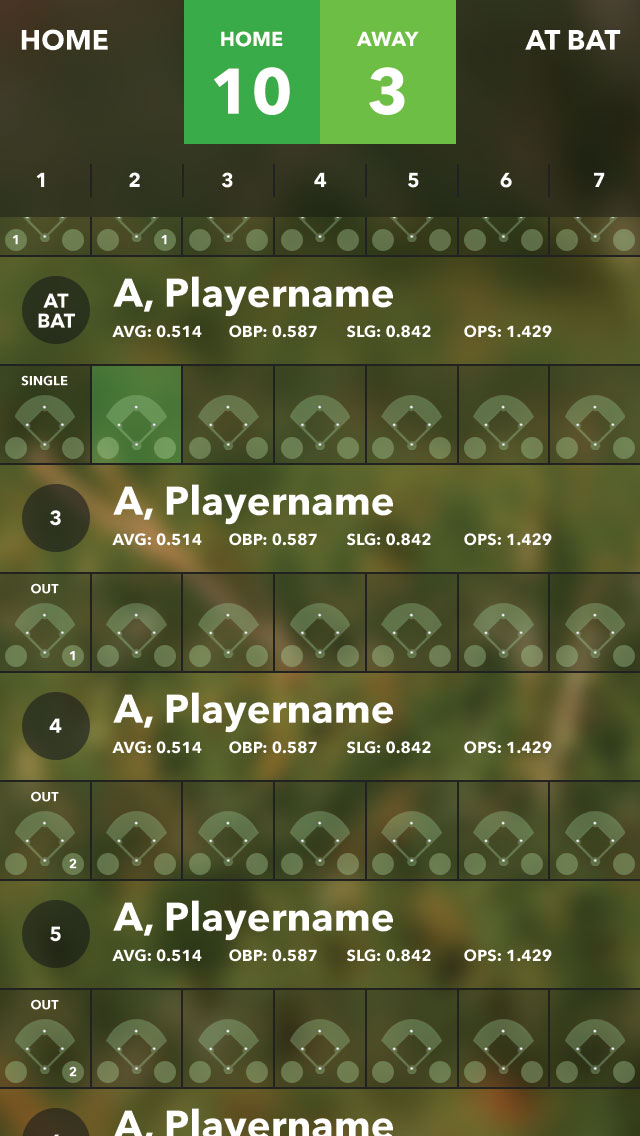 HOME
HOME
AWAY
AT BAT
10
3
1 2 3 4 5 6 7
1 1
AT
BAT
A, Playername
AVG: 0.514 OBP: 0.587 SLG: 0.842 OPS: 1.429
SINGLE
3
A, Playername
AVG: 0.514 OBP: 0.587 SLG: 0.842 OPS: 1.429
OUT
1
4
A, Playername
AVG: 0.514 OBP: 0.587 SLG: 0.842 OPS: 1.429
OUT
2
5
A, Playername
AVG: 0.514 OBP: 0.587 SLG: 0.842 OPS: 1.429
OUT
2
A, Playername